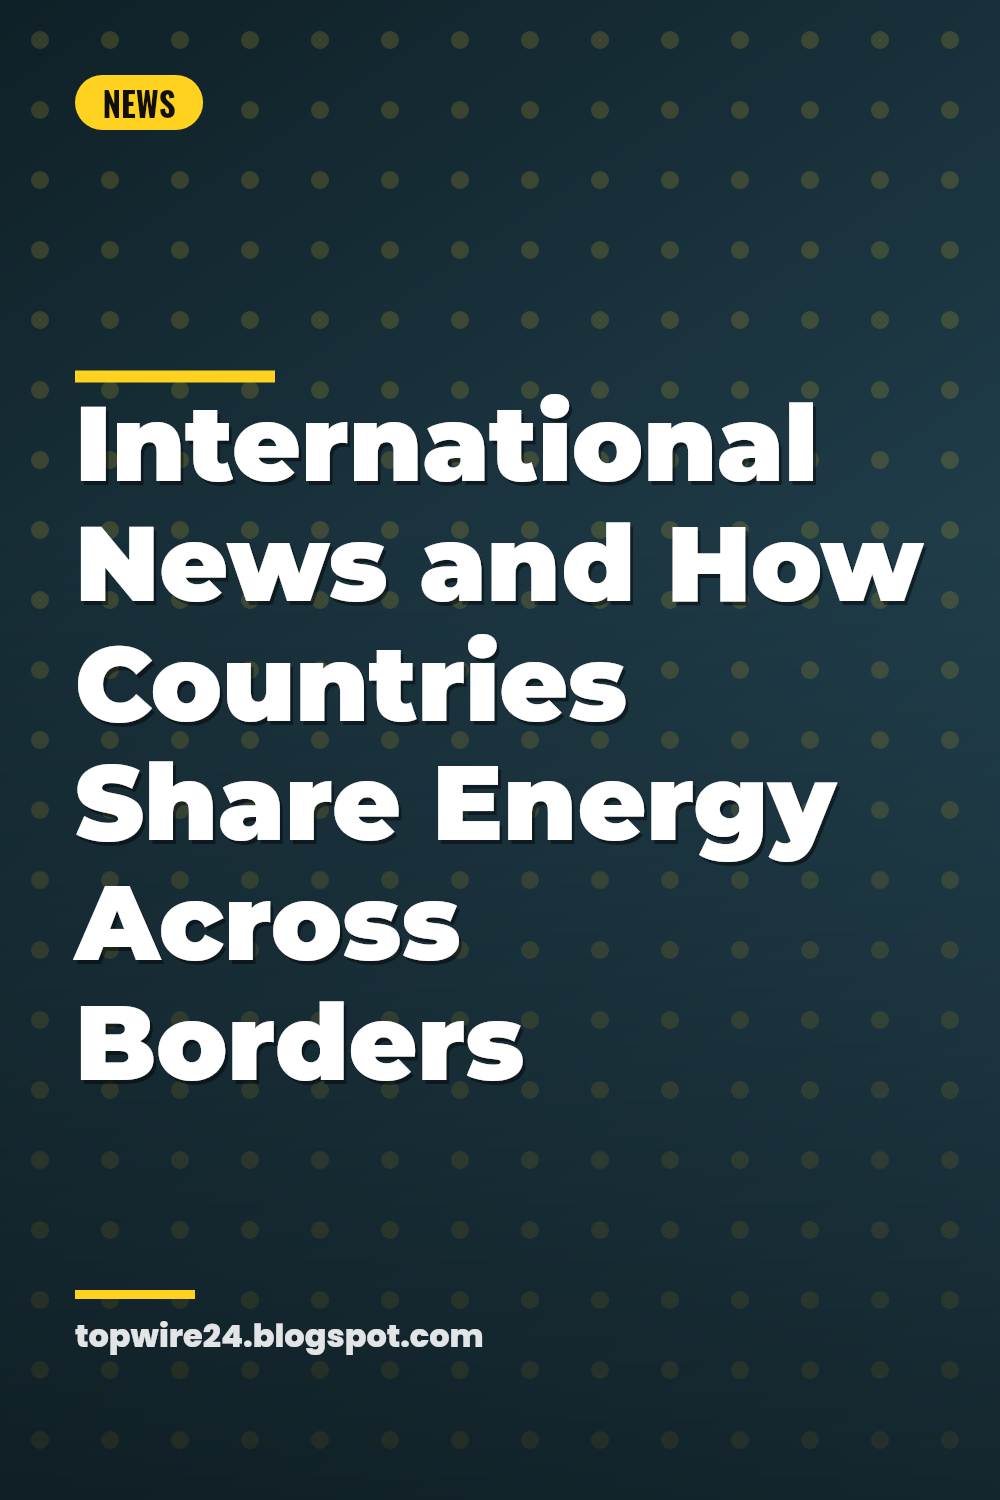 NEWS
International
News and How
Countries
Share Energy
Across
Borders
topwire24.blogspot.com